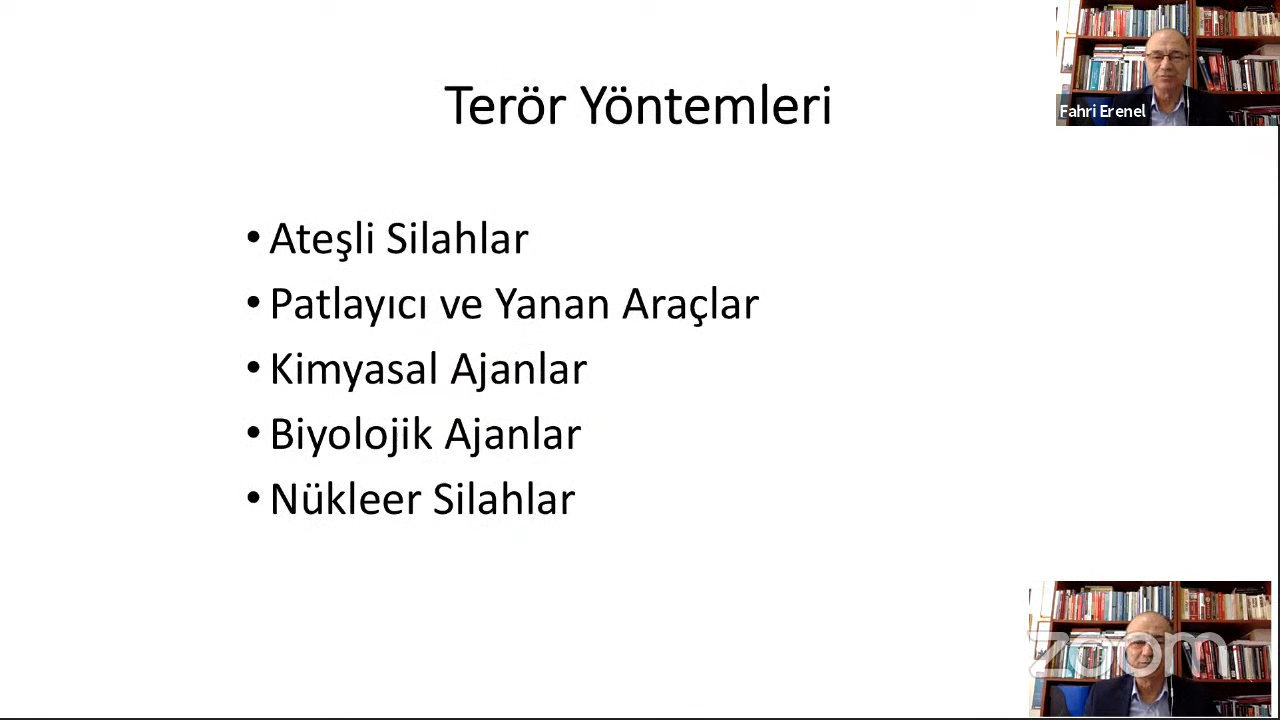 Terör Yöntemleri
Fahri Erenel
• Ateşli Silahlar
• Patlayıcı ve Yanan Araçlar
• Kimyasal Ajanlar
• Biyolojik Ajanlar
• Nükleer Silahlar
zoom